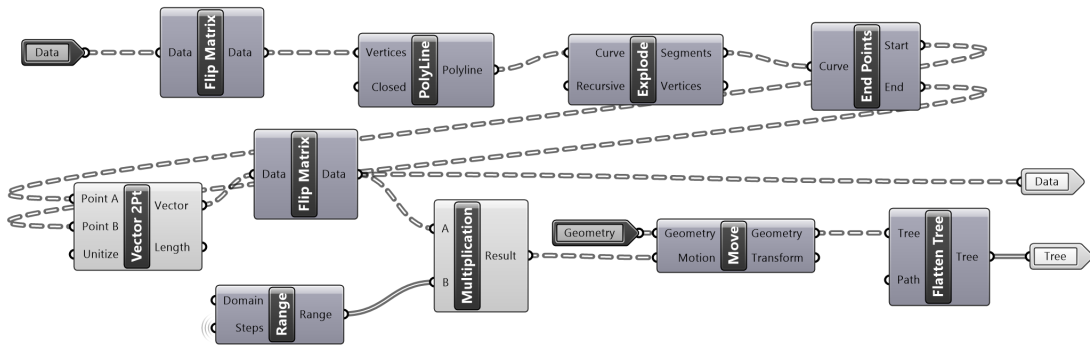 Data
Data Flip Matrix Data
Vertices
Closed
PolyLine
Polyline
Curve
Recursive
Explode
Segments
Vertices
Curve
End Points
Start
End
Point A
Point B
Unitize
Vector 2Pt
Vector
Length
Data Flip Matrix Data
Data
A
B
Multiplication
Result
Domain
Steps
Range
Range
Geometry
Geometry
Motion
Move
Geometry
Transform
Tree
Path
Flatten Tree
Tree
Tree